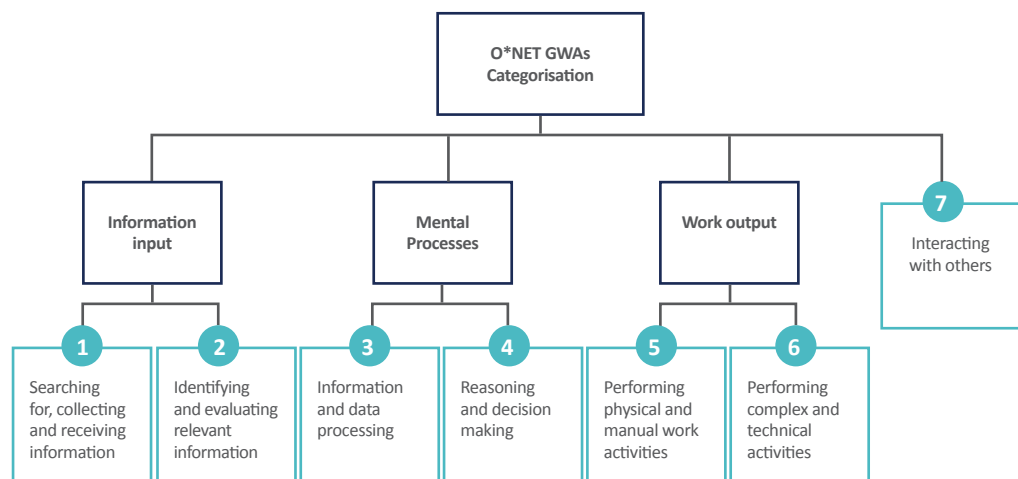 O*NET GWAs
Categorisation
Information
input
Mental
Processes
Work output
7
Interacting
with others
1
Searching
for, collecting
and receiving
information
2
Identifying
and evaluating
relevant
information
3
Information
and data
processing
4
Reasoning
and decision
making
5
Performing
physical and
manual work
activities
6
Performing
complex and
technical
activities